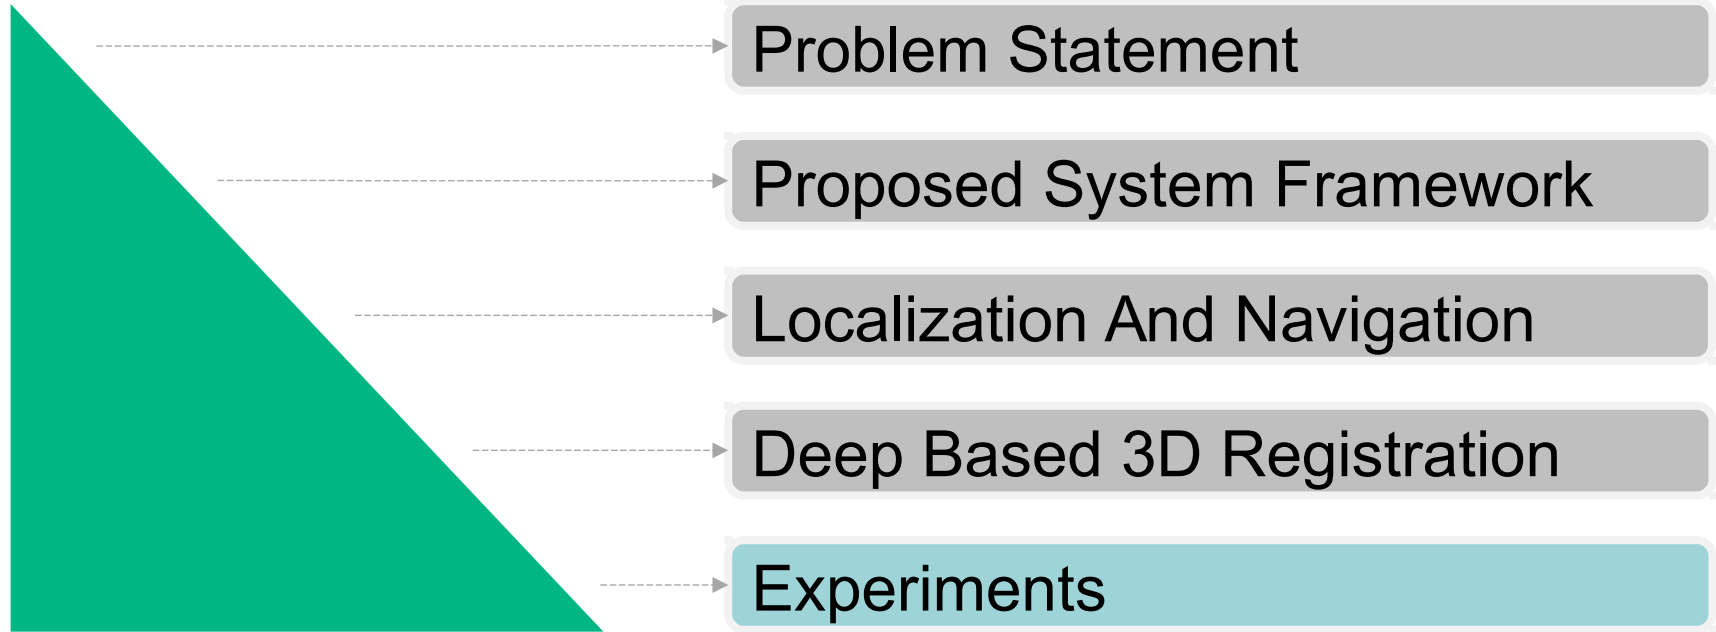 Problem Statement
Proposed System Framework
Localization And Navigation
Deep Based 3D Registration
Experiments